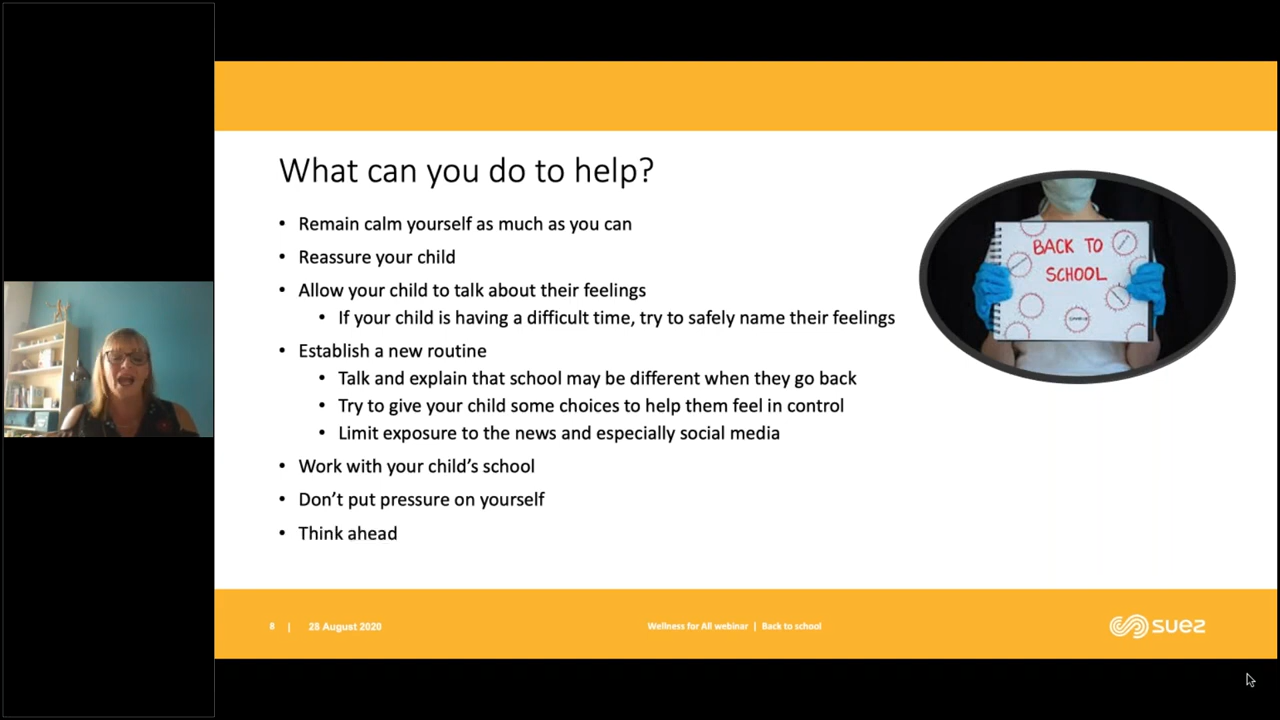 What can you do to help?
• Remain calm yourself as much as you can
• Reassure your child
• Allow your child to talk about their feelings
• If your child is having a difficult time, try to safely name their feelings
• Establish a new routine
• Talk and explain that school may be different when they go back
• Try to give your child some choices to help them feel in control
• Limit exposure to the news and especially social media
• Work with your child’s school
• Don’t put pressure on yourself
• Think ahead
BACK TO
SCHOOL
8 | 28 August 2020
Wellness for All webinar | Back to school
suez